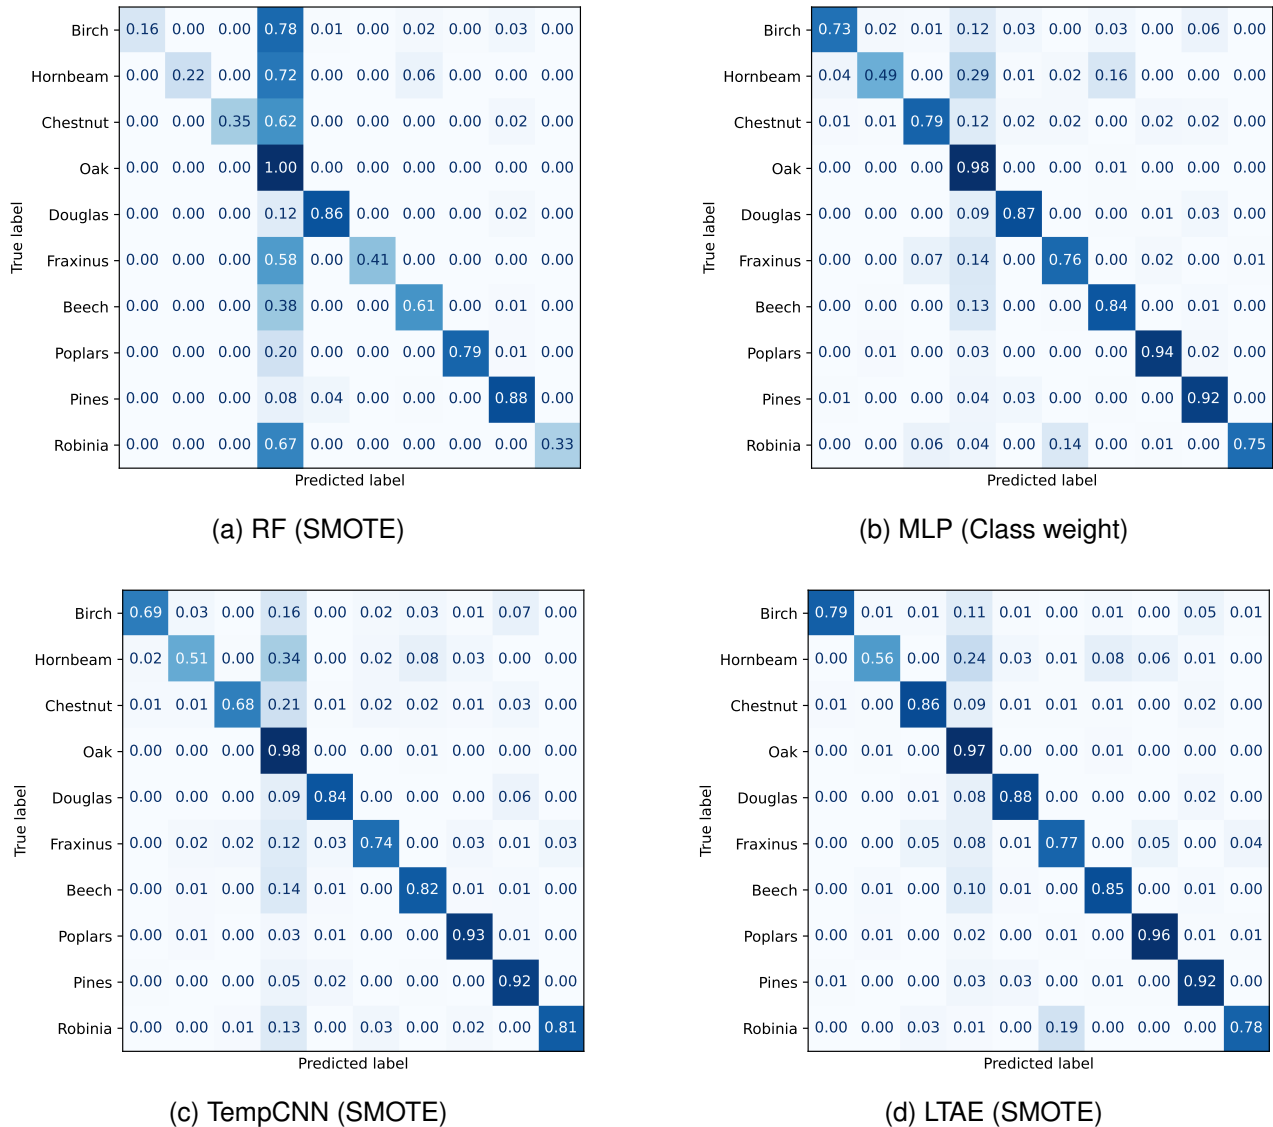 Birch 0.16 0.00 0.00 0.78 0.01 0.00 0.02 0.00 0.03 0.00
Hornbeam 0.00 0.22 0.00 0.72 0.00 0.00 0.06 0.00 0.00 0.00
Chestnut 0.00 0.00 0.35 0.62 0.00 0.00 0.00 0.00 0.02 0.00
Oak 0.00 0.00 0.00 1.00 0.00 0.00 0.00 0.00 0.00 0.00
Douglas 0.00 0.00 0.00 0.12 0.86 0.00 0.00 0.00 0.02 0.00
Fraxinus 0.00 0.00 0.00 0.58 0.00 0.41 0.00 0.00 0.00 0.00
Beech 0.00 0.00 0.00 0.38 0.00 0.00 0.61 0.00 0.01 0.00
Poplars 0.00 0.00 0.00 0.20 0.00 0.00 0.00 0.79 0.01 0.00
Pines 0.00 0.00 0.00 0.08 0.04 0.00 0.00 0.00 0.88 0.00
Robinia 0.00 0.00 0.00 0.67 0.00 0.00 0.00 0.00 0.00 0.33
True label
Predicted label
(a) RF (SMOTE)
Birch 0.73 0.02 0.01 0.12 0.03 0.00 0.03 0.00 0.06 0.00
Hornbeam 0.04 0.49 0.00 0.29 0.01 0.02 0.16 0.00 0.00 0.00
Chestnut 0.01 0.01 0.79 0.12 0.02 0.02 0.00 0.02 0.02 0.00
Oak 0.00 0.00 0.00 0.98 0.00 0.00 0.01 0.00 0.00 0.00
Douglas 0.00 0.00 0.00 0.09 0.87 0.00 0.00 0.01 0.03 0.00
Fraxinus 0.00 0.00 0.07 0.14 0.00 0.76 0.00 0.02 0.00 0.01
Beech 0.00 0.00 0.00 0.13 0.00 0.00 0.84 0.00 0.01 0.00
Poplars 0.00 0.01 0.00 0.03 0.00 0.00 0.00 0.94 0.02 0.00
Pines 0.01 0.00 0.00 0.04 0.03 0.00 0.00 0.00 0.92 0.00
Robinia 0.00 0.00 0.06 0.04 0.00 0.14 0.00 0.01 0.00 0.75
True label
Predicted label
(b) MLP (Class weight)
Birch 0.69 0.03 0.00 0.16 0.00 0.02 0.03 0.01 0.07 0.00
Hornbeam 0.02 0.51 0.00 0.34 0.00 0.02 0.08 0.03 0.00 0.00
Chestnut 0.01 0.01 0.68 0.21 0.01 0.02 0.02 0.01 0.03 0.00
Oak 0.00 0.00 0.00 0.98 0.00 0.00 0.01 0.00 0.00 0.00
Douglas 0.00 0.00 0.00 0.09 0.84 0.00 0.00 0.00 0.06 0.00
Fraxinus 0.00 0.02 0.02 0.12 0.03 0.74 0.00 0.03 0.01 0.03
Beech 0.00 0.01 0.00 0.14 0.01 0.00 0.82 0.01 0.01 0.00
Poplars 0.00 0.01 0.00 0.03 0.01 0.00 0.00 0.93 0.01 0.00
Pines 0.00 0.00 0.00 0.05 0.02 0.00 0.00 0.00 0.92 0.00
Robinia 0.00 0.00 0.01 0.13 0.00 0.03 0.00 0.02 0.00 0.81
True label
Predicted label
(c) TempCNN (SMOTE)
Birch 0.79 0.01 0.01 0.11 0.01 0.00 0.01 0.00 0.05 0.01
Hornbeam 0.00 0.56 0.00 0.24 0.03 0.01 0.08 0.06 0.01 0.00
Chestnut 0.01 0.00 0.86 0.09 0.01 0.01 0.01 0.00 0.02 0.00
Oak 0.00 0.01 0.00 0.97 0.00 0.00 0.01 0.00 0.00 0.00
Douglas 0.00 0.00 0.01 0.08 0.88 0.00 0.00 0.00 0.02 0.00
Fraxinus 0.00 0.00 0.05 0.08 0.01 0.77 0.00 0.05 0.00 0.04
Beech 0.00 0.01 0.00 0.10 0.01 0.00 0.85 0.00 0.01 0.00
Poplars 0.00 0.01 0.00 0.02 0.00 0.01 0.00 0.96 0.01 0.01
Pines 0.01 0.00 0.00 0.03 0.03 0.00 0.01 0.00 0.92 0.00
Robinia 0.00 0.00 0.03 0.01 0.00 0.19 0.00 0.00 0.00 0.78
True label
Predicted label
(d) LTAE (SMOTE)